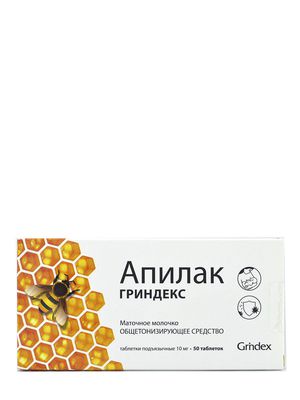 Апилак
ГРИНДЕКС
Маточное молочко
ОБЩЕТОНИЗИРУЮЩЕЕ СРЕДСТВО
таблетки подъязычные 10 мг • 50 таблеток
Grindex